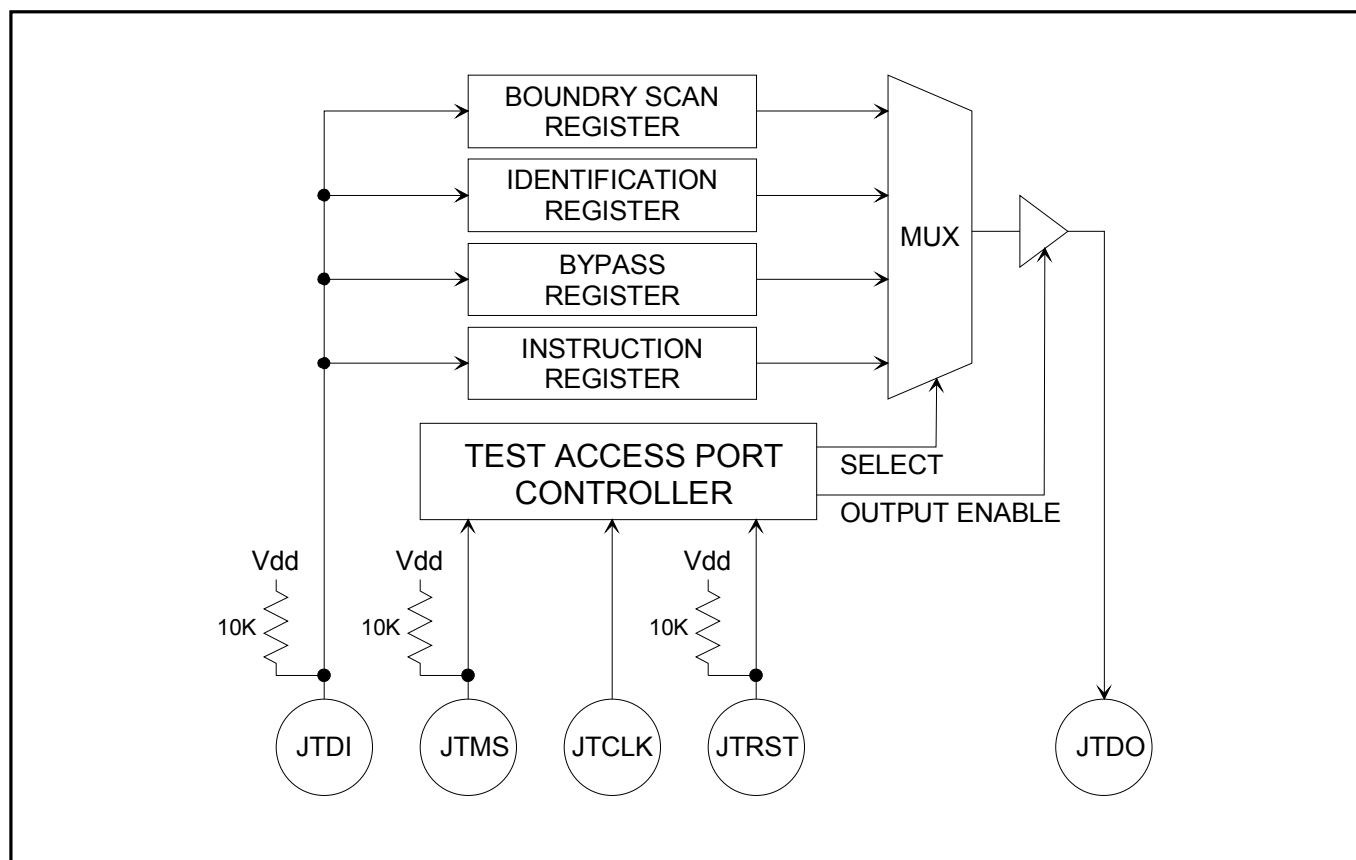 BOUNDRY SCAN
REGISTER
IDENTIFICATION
REGISTER
BYPASS
REGISTER
INSTRUCTION
REGISTER
MUX
TEST ACCESS PORT
CONTROLLER
SELECT
OUTPUT ENABLE
Vdd
10K
Vdd
10K
Vdd
10K
JTDI
JTMS
JTCLK
JTRST
JTDO